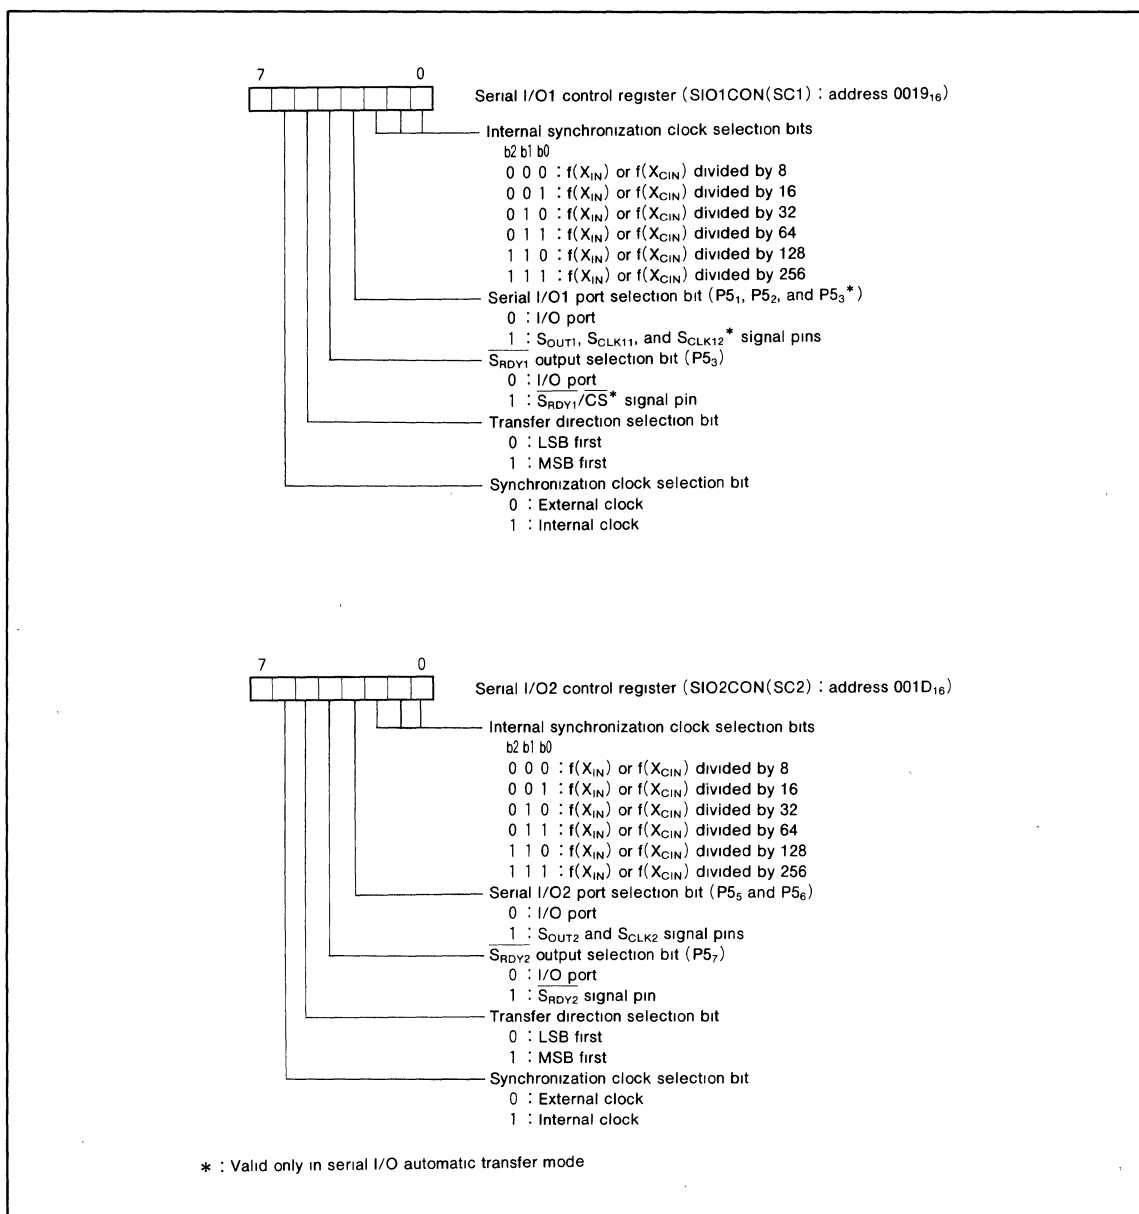 7 0
Serial I/O1 control register (SIO1CON(SC1) : address 0019₁₆)
Internal synchronization clock selection bits
b2 b1 b0
0 0 0 : f(X_IN) or f(X_CIN) divided by 8
0 0 1 : f(X_IN) or f(X_CIN) divided by 16
0 1 0 : f(X_IN) or f(X_CIN) divided by 32
0 1 1 : f(X_IN) or f(X_CIN) divided by 64
1 1 0 : f(X_IN) or f(X_CIN) divided by 128
1 1 1 : f(X_IN) or f(X_CIN) divided by 256
Serial I/O1 port selection bit (P5₁, P5₂, and P5₃*)
0 : I/O port
1 : S_OUT1, S_CLK11, and S_CLK12* signal pins
S_RDY1 output selection bit (P5₃)
0 : I/O port
1 : S_RDY1/CS* signal pin
Transfer direction selection bit
0 : LSB first
1 : MSB first
Synchronization clock selection bit
0 : External clock
1 : Internal clock
7 0
Serial I/O2 control register (SIO2CON(SC2) : address 001D₁₆)
Internal synchronization clock selection bits
b2 b1 b0
0 0 0 : f(X_IN) or f(X_CIN) divided by 8
0 0 1 : f(X_IN) or f(X_CIN) divided by 16
0 1 0 : f(X_IN) or f(X_CIN) divided by 32
0 1 1 : f(X_IN) or f(X_CIN) divided by 64
1 1 0 : f(X_IN) or f(X_CIN) divided by 128
1 1 1 : f(X_IN) or f(X_CIN) divided by 256
Serial I/O2 port selection bit (P5₅ and P5₆)
0 : I/O port
1 : S_OUT2 and S_CLK2 signal pins
S_RDY2 output selection bit (P5₇)
0 : I/O port
1 : S_RDY2 signal pin
Transfer direction selection bit
0 : LSB first
1 : MSB first
Synchronization clock selection bit
0 : External clock
1 : Internal clock
* : Valid only in serial I/O automatic transfer mode